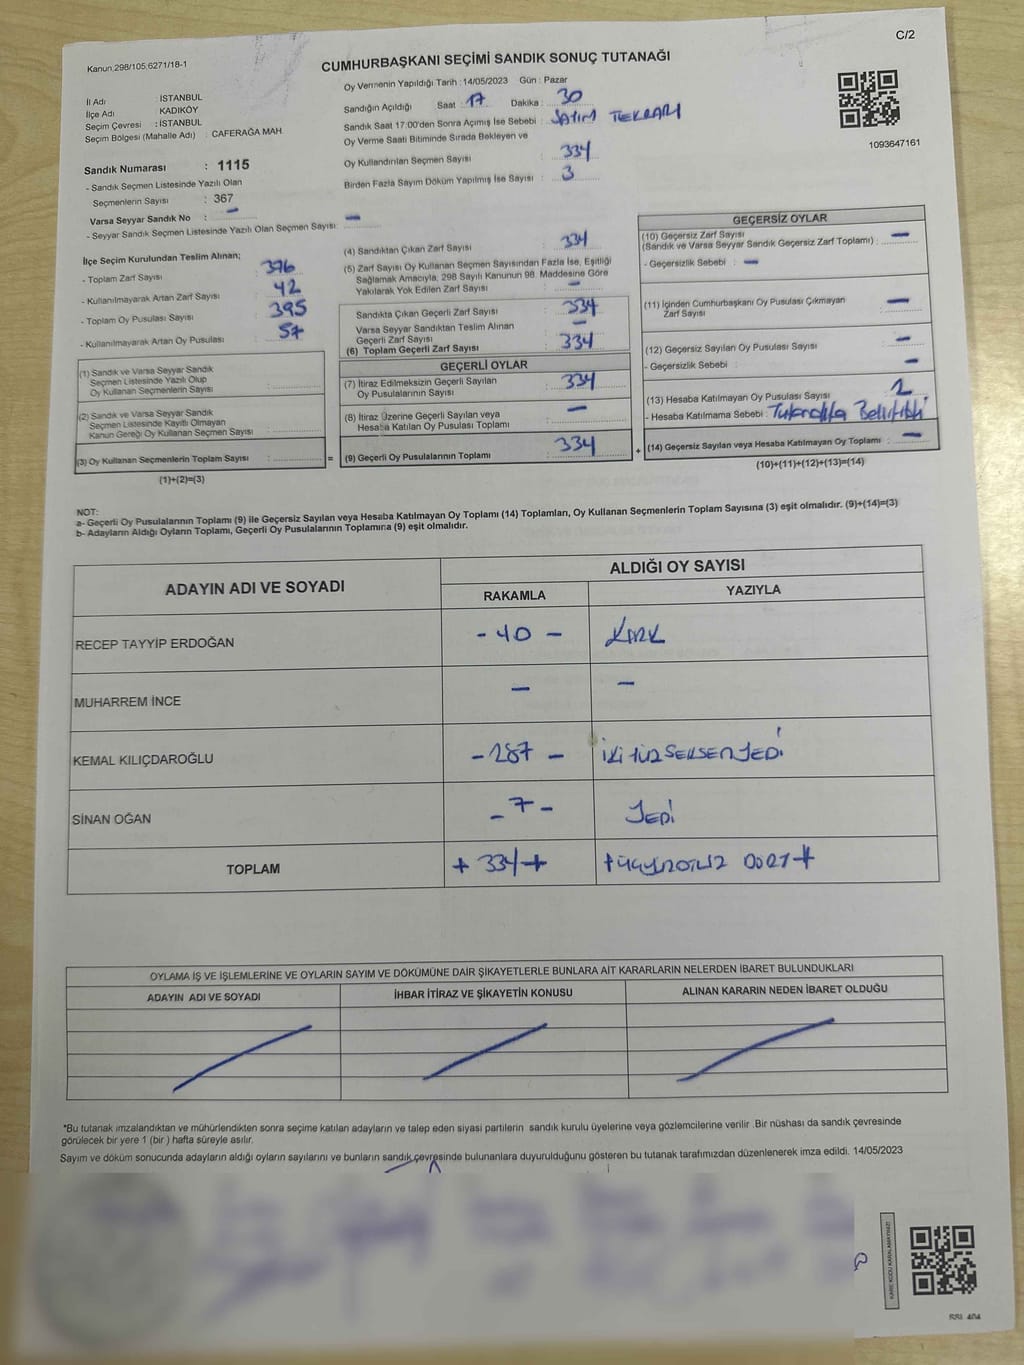 C/2
Kanun.298/105,6271/18-1
CUMHURBAŞKANI SEÇİMİ SANDIK SONUÇ TUTANAĞI
Oy Vermenin Yapıldığı Tarih : 14/05/2023 Gün : Pazar
İl Adı : İSTANBUL
İlçe Adı KADIKÖY
Seçim Çevresi : İSTANBUL
Seçim Bölgesi (Mahalle Adı) : CAFERAĞA MAH.
Sandığın Açıldığı Saat : 17 Dakika : 30
Sandık Saat 17:00'den Sonra Açımış İse Sebebi : SAYIM TEKRARI
Oy Verme Saati Bitiminde Sırada Bekleyen ve
Oy Kullandırılan Seçmen Sayısı : 334
Birden Fazla Sayım Döküm Yapılmış İse Sayısı : 3
1093647161
Sandık Numarası : 1115
- Sandık Seçmen Listesinde Yazılı Olan
Seçmenlerin Sayısı : 367
Varsa Seyyar Sandık No : -
- Seyyar Sandık Seçmen Listesinde Yazılı Olan Seçmen Sayısı: -
İlçe Seçim Kurulundan Teslim Alınan;
- Toplam Zarf Sayısı : 376
- Kullanılmayarak Artan Zarf Sayısı : 42
- Toplam Oy Pusulası Sayısı : 395
- Kullanılmayarak Artan Oy Pusulası : 57
(1) Sandık ve Varsa Seyyar Sandık
Seçmen Listesinde Yazılı Olup
Oy Kullanan Seçmenlerin Sayısı :
(2) Sandık ve Varsa Seyyar Sandık
Seçmen Listesinde Kayıtlı Olmayan
Kanun Gereği Oy Kullanan Seçmen Sayısı :
(3) Oy Kullanan Seçmenlerin Toplam Sayısı : =
(1)+(2)=(3)
(4) Sandıktan Çıkan Zarf Sayısı : 334
(5) Zarf Sayısı Oy Kullanan Seçmen Sayısından Fazla İse, Eşitliği
Sağlamak Amacıyla, 298 Sayılı Kanunun 98. Maddesine Göre
Yakılarak Yok Edilen Zarf Sayısı : -
Sandıkta Çıkan Geçerli Zarf Sayısı : 334
Varsa Seyyar Sandıktan Teslim Alınan
Geçerli Zarf Sayısı : -
(6) Toplam Geçerli Zarf Sayısı : 334
GEÇERLİ OYLAR
(7) İtiraz Edilmeksizin Geçerli Sayılan
Oy Pusulasının Sayısı : 334
(8) İtiraz Üzerine Geçerli Sayılan veya
Hesaba Katılan Oy Pusulası Toplamı : -
(9) Geçerli Oy Pusulalarının Toplamı : 334 +
GEÇERSİZ OYLAR
(10) Geçersiz Zarf Sayısı
(Sandık ve Varsa Seyyar Sandık Geçersiz Zarf Toplamı) : -
- Geçersizlik Sebebi : -
(11) İçinden Cumhurbaşkanı Oy Pusulası Çıkmayan
Zarf Sayısı : -
(12) Geçersiz Sayılan Oy Pusulası Sayısı : -
- Geçersizlik Sebebi : -
(13) Hesaba Katılmayan Oy Pusulası Sayısı :
- Hesaba Katılmama Sebebi : Tutanakta Belirtildi
(14) Geçersiz Sayılan veya Hesaba Katılmayan Oy Toplamı : -
(10)+(11)+(12)+(13)=(14)
NOT:
a- Geçerli Oy Pusulalarının Toplamı (9) ile Geçersiz Sayılan veya Hesaba Katılmayan Oy Toplamı (14) Toplamları, Oy Kullanan Seçmenlerin Toplam Sayısına (3) eşit olmalıdır. (9)+(14)=(3)
b- Adayların Aldığı Oyların Toplamı, Geçerli Oy Pusulalarının Toplamına (9) eşit olmalıdır.
ADAYIN ADI VE SOYADI
ALDIĞI OY SAYISI
RAKAMLA YAZIYLA
RECEP TAYYİP ERDOĞAN - 40 - KIRK
MUHARREM İNCE - -
KEMAL KILIÇDAROĞLU - 287 - İKİ YÜZ SEKSEN YEDİ
SİNAN OĞAN - 7 - YEDİ
TOPLAM + 334 + + ÜÇYÜZOTUZ DÖRT +
OYLAMA İŞ VE İŞLEMLERİNE VE OYLARIN SAYIM VE DÖKÜMÜNE DAİR ŞİKAYETLERLE BUNLARA AİT KARARLARIN NELERDEN İBARET BULUNDUKLARI
ADAYIN ADI VE SOYADI İHBAR İTİRAZ VE ŞİKAYETİN KONUSU ALINAN KARARIN NEDEN İBARET OLDUĞU
*Bu tutanak imzalandıktan ve mühürlendikten sonra seçime katılan adayların ve talep eden siyasi partilerin sandık kurulu üyelerine veya gözlemcilerine verilir .Bir nüshası da sandık çevresinde
görülecek bir yere 1 (bir ) hafta süreyle asılır.
Sayım ve döküm sonucunda adayların aldığı oyların sayılarını ve bunların sandık çevresinde bulunanlara duyurulduğunu gösteren bu tutanak tarafımızdan düzenlenerek imza edildi. 14/05/2023
KARE KODU KARALAMAYINIZ!